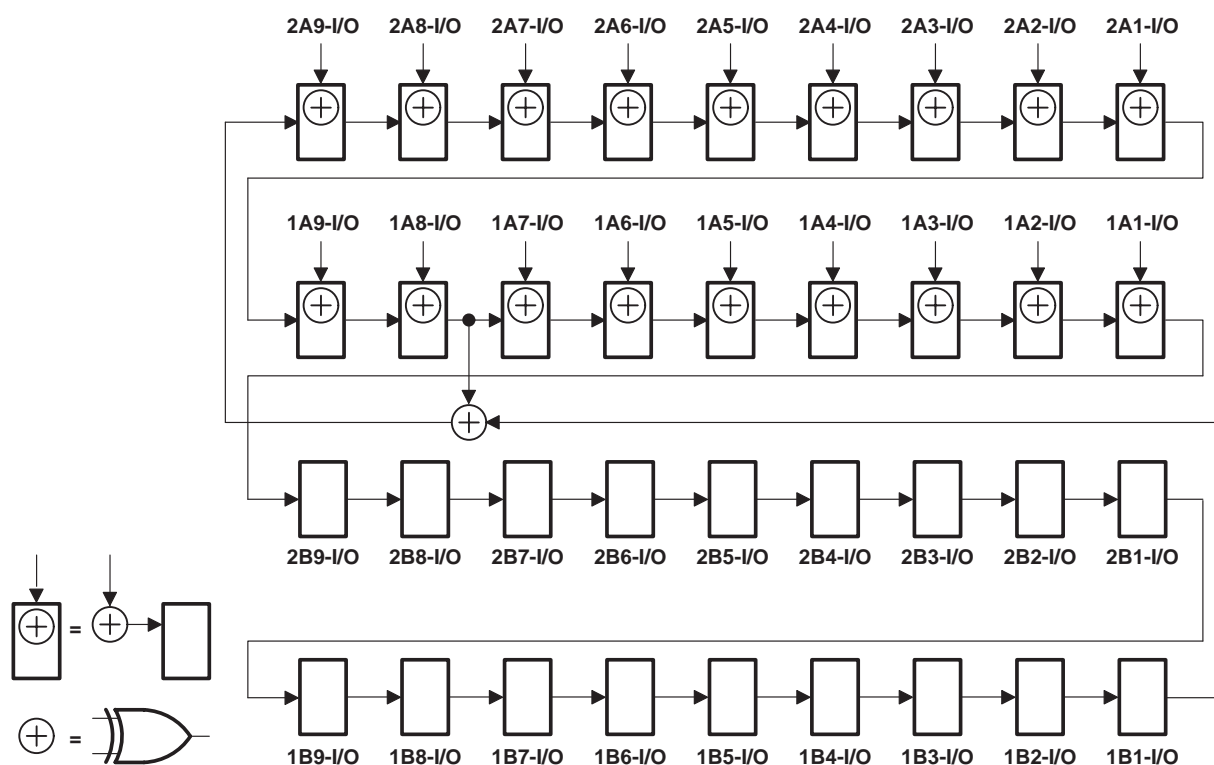 2A9-I/O 2A8-I/O 2A7-I/O 2A6-I/O 2A5-I/O 2A4-I/O 2A3-I/O 2A2-I/O 2A1-I/O
1A9-I/O 1A8-I/O 1A7-I/O 1A6-I/O 1A5-I/O 1A4-I/O 1A3-I/O 1A2-I/O 1A1-I/O
2B9-I/O 2B8-I/O 2B7-I/O 2B6-I/O 2B5-I/O 2B4-I/O 2B3-I/O 2B2-I/O 2B1-I/O
=
=
1B9-I/O 1B8-I/O 1B7-I/O 1B6-I/O 1B5-I/O 1B4-I/O 1B3-I/O 1B2-I/O 1B1-I/O